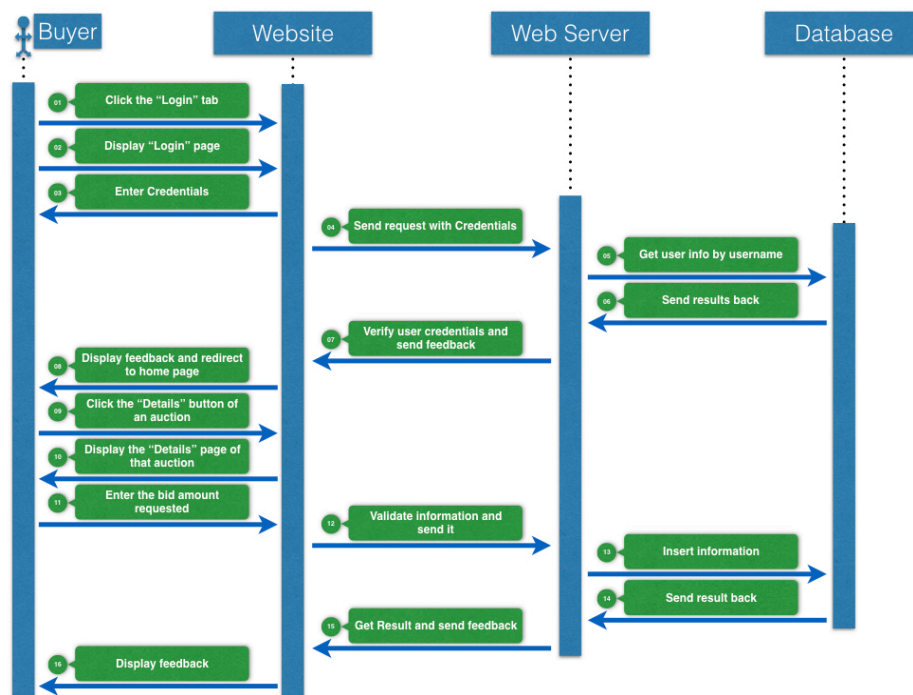 Buyer
Website
Web Server
Database
01
Click the “Login” tab
02
Display “Login” page
03
Enter Credentials
04
Send request with Credentials
05
Get user info by username
06
Send results back
07
Verify user credentials and
send feedback
08
Display feedback and redirect
to home page
09
Click the “Details” button of
an auction
10
Display the “Details” page of
that auction
11
Enter the bid amount
requested
12
Validate information and
send it
13
Insert information
14
Send result back
15
Get Result and send feedback
16
Display feedback